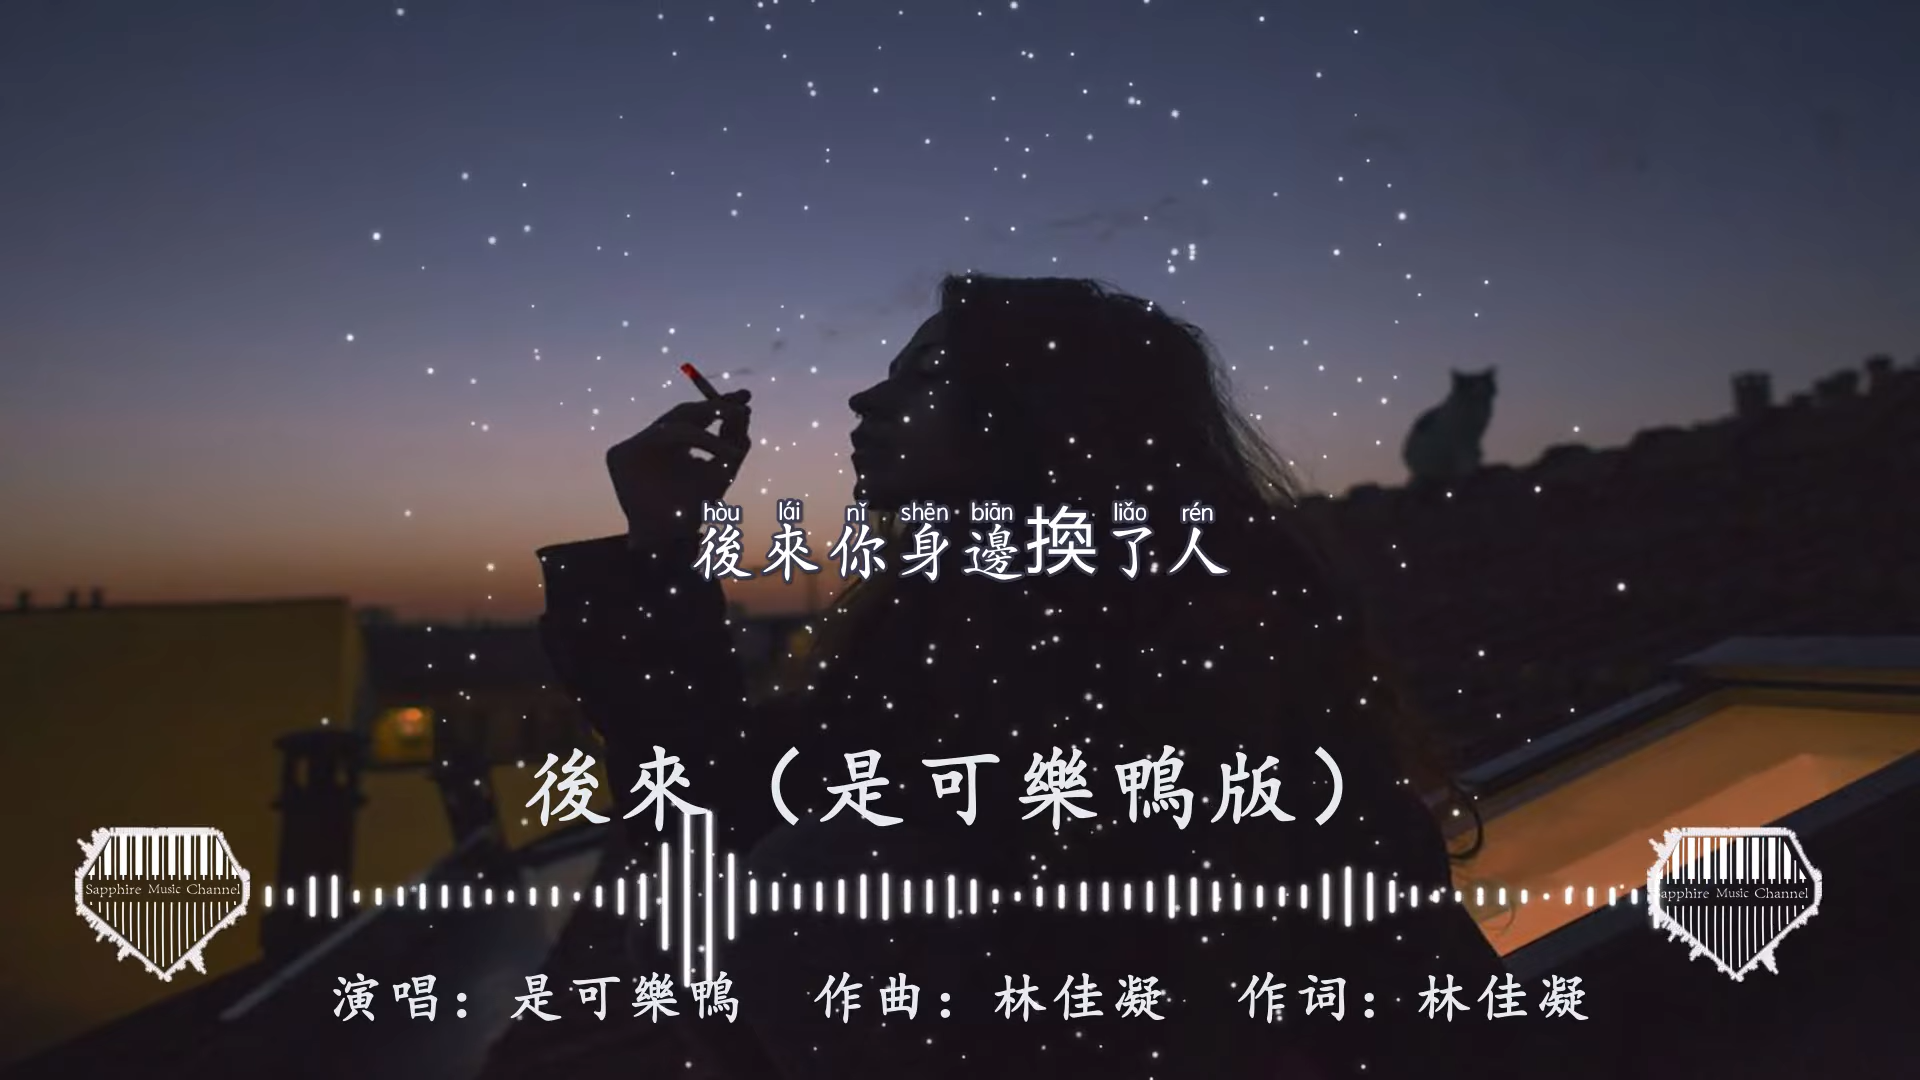 hòu lái nǐ shēn biān liǎo rén
後來你身邊換了人
後來（是可樂鴨版）
Sapphire Music Channel
Sapphire Music Channel
演唱：是可樂鴨 作曲：林佳凝 作词：林佳凝